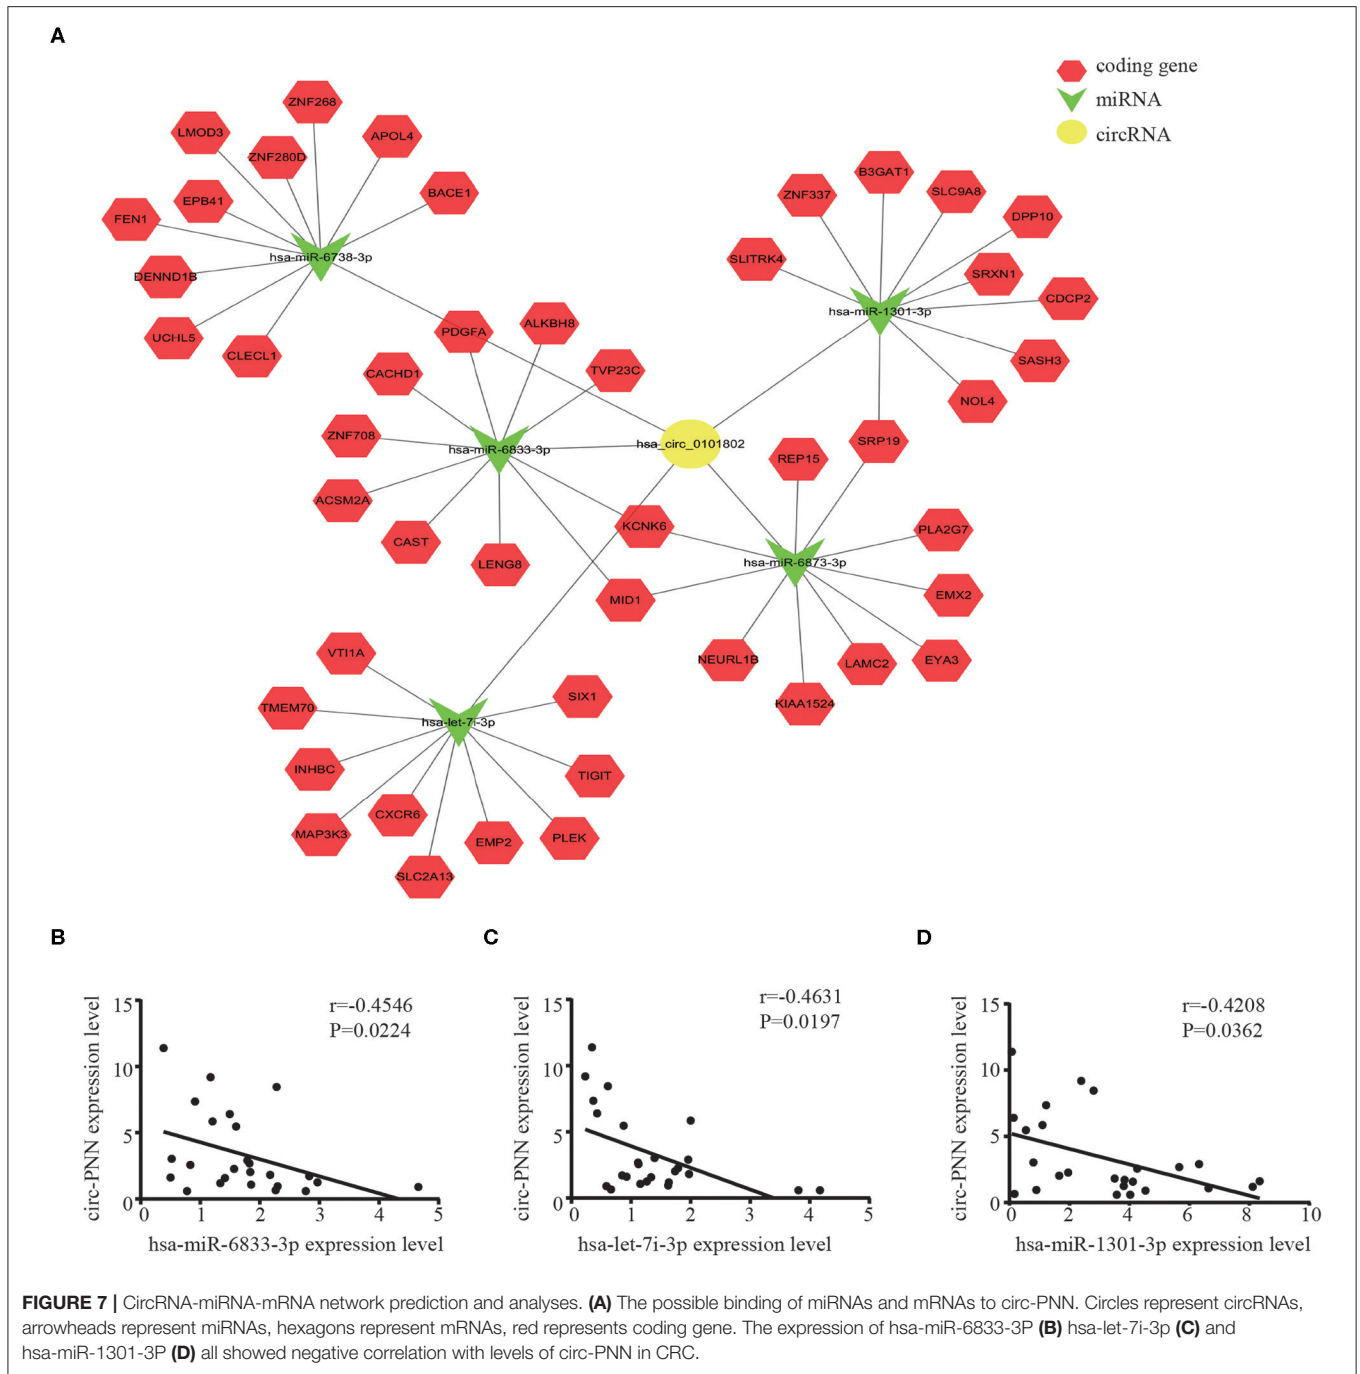 A
coding gene
miRNA
circRNA
ZNF268
LMOD3
APOL4
ZNF280D
BACE1
EPB41
FEN1
hsa-miR-6738-3p
DENND1B
UCHL5
CLECL1
B3GAT1
ZNF337
SLC9A8
DPP10
SLITRK4
SRXN1
CDCP2
hsa-miR-1301-3p
SASH3
NOL4
SRP19
PDGFA
ALKBH8
CACHD1
TVP23C
ZNF708
hsa-miR-6833-3p
hsa_circ_0101802
ACSM2A
CAST
LENG8
KCNK6
MID1
REP15
PLA2G7
hsa-miR-6873-3p
EMX2
NEURL1B
LAMC2
EYA3
KIAA1524
VTI1A
TMEM70
SIX1
hsa-let-7i-3p
INHBC
TIGIT
CXCR6
MAP3K3
EMP2
PLEK
SLC2A13
B
circ-PNN expression level
15
10
5
0
r=-0.4546
P=0.0224
0 1 2 3 4 5
hsa-miR-6833-3p expression level
C
circ-PNN expression level
15
10
5
0
r=-0.4631
P=0.0197
0 1 2 3 4 5
hsa-let-7i-3p expression level
D
circ-PNN expression level
15
10
5
0
r=-0.4208
P=0.0362
0 2 4 6 8 10
hsa-miR-1301-3p expression level
FIGURE 7 | CircRNA-miRNA-mRNA network prediction and analyses. (A) The possible binding of miRNAs and mRNAs to circ-PNN. Circles represent circRNAs,
arrowheads represent miRNAs, hexagons represent mRNAs, red represents coding gene. The expression of hsa-miR-6833-3P (B) hsa-let-7i-3p (C) and
hsa-miR-1301-3P (D) all showed negative correlation with levels of circ-PNN in CRC.